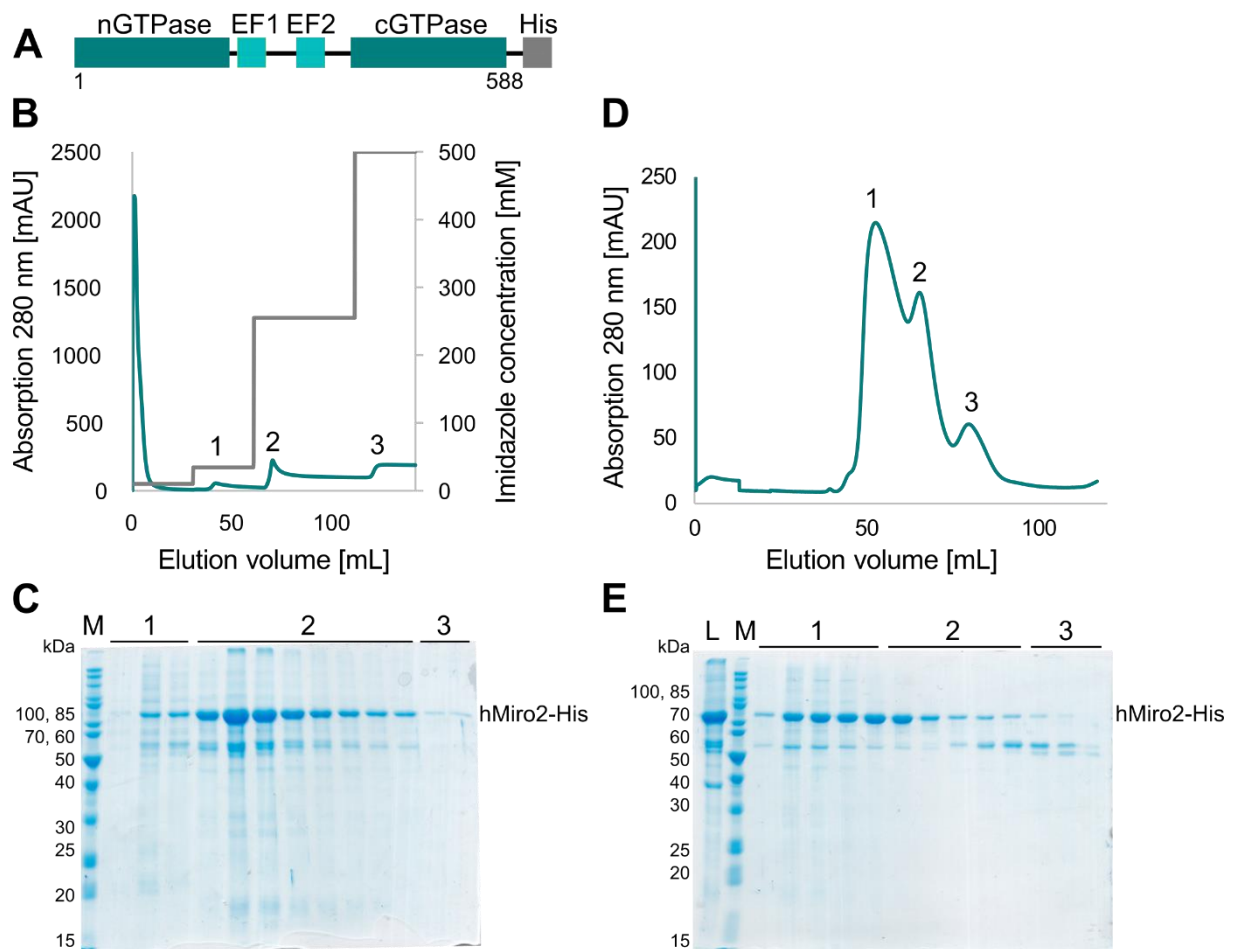 A
nGTPase EF1 EF2 cGTPase His
1 588
B
2500
2000
1500
1000
500
0
Absorption 280 nm [mAU]
500
400
300
200
100
0
Imidazole concentration [mM]
1 2 3
0 50 100
Elution volume [mL]
D
250
200
150
100
50
0
Absorption 280 nm [mAU]
1
2
3
0 50 100
Elution volume [mL]
C
M 1 2 3
kDa
100, 85
70, 60
50
40
30
25
20
15
hMiro2-His
E
L M 1 2 3
kDa
100, 85
70
60
50
40
30
25
20
15
hMiro2-His